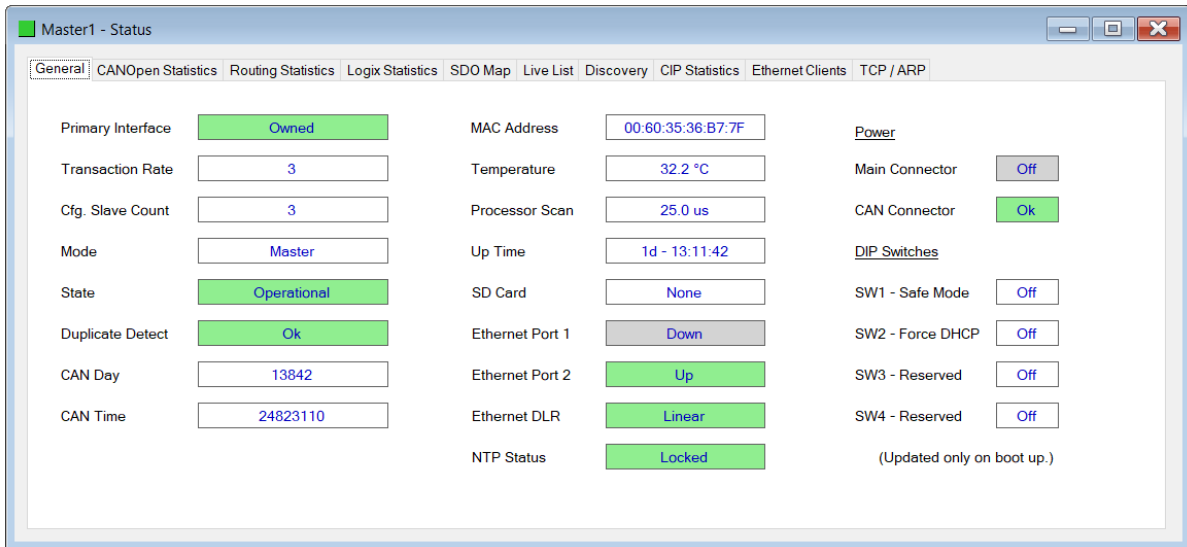 Master1 - Status
General CANOpen Statistics Routing Statistics Logix Statistics SDO Map Live List Discovery CIP Statistics Ethernet Clients TCP / ARP
Primary Interface Owned
Transaction Rate 3
Cfg. Slave Count 3
Mode Master
State Operational
Duplicate Detect Ok
CAN Day 13842
CAN Time 24823110
MAC Address 00:60:35:36:B7:7F
Temperature 32.2 °C
Processor Scan 25.0 us
Up Time 1d - 13:11:42
SD Card None
Ethernet Port 1 Down
Ethernet Port 2 Up
Ethernet DLR Linear
NTP Status Locked
Power
Main Connector Off
CAN Connector Ok
DIP Switches
SW1 - Safe Mode Off
SW2 - Force DHCP Off
SW3 - Reserved Off
SW4 - Reserved Off
(Updated only on boot up.)